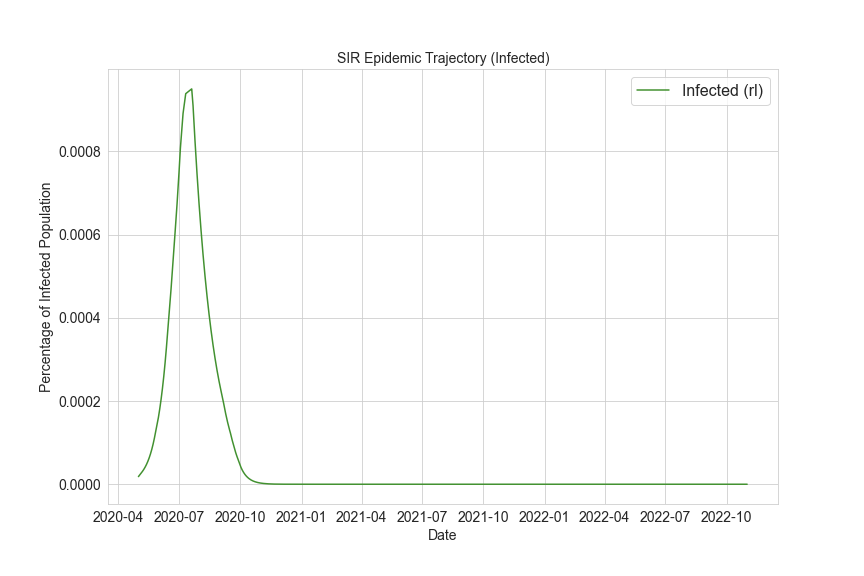 SIR Epidemic Trajectory (Infected)
Infected (rI)
Percentage of Infected Population
0.0008
0.0006
0.0004
0.0002
0.0000
2020-04 2020-07 2020-10 2021-01 2021-04 2021-07 2021-10 2022-01 2022-04 2022-07 2022-10
Date